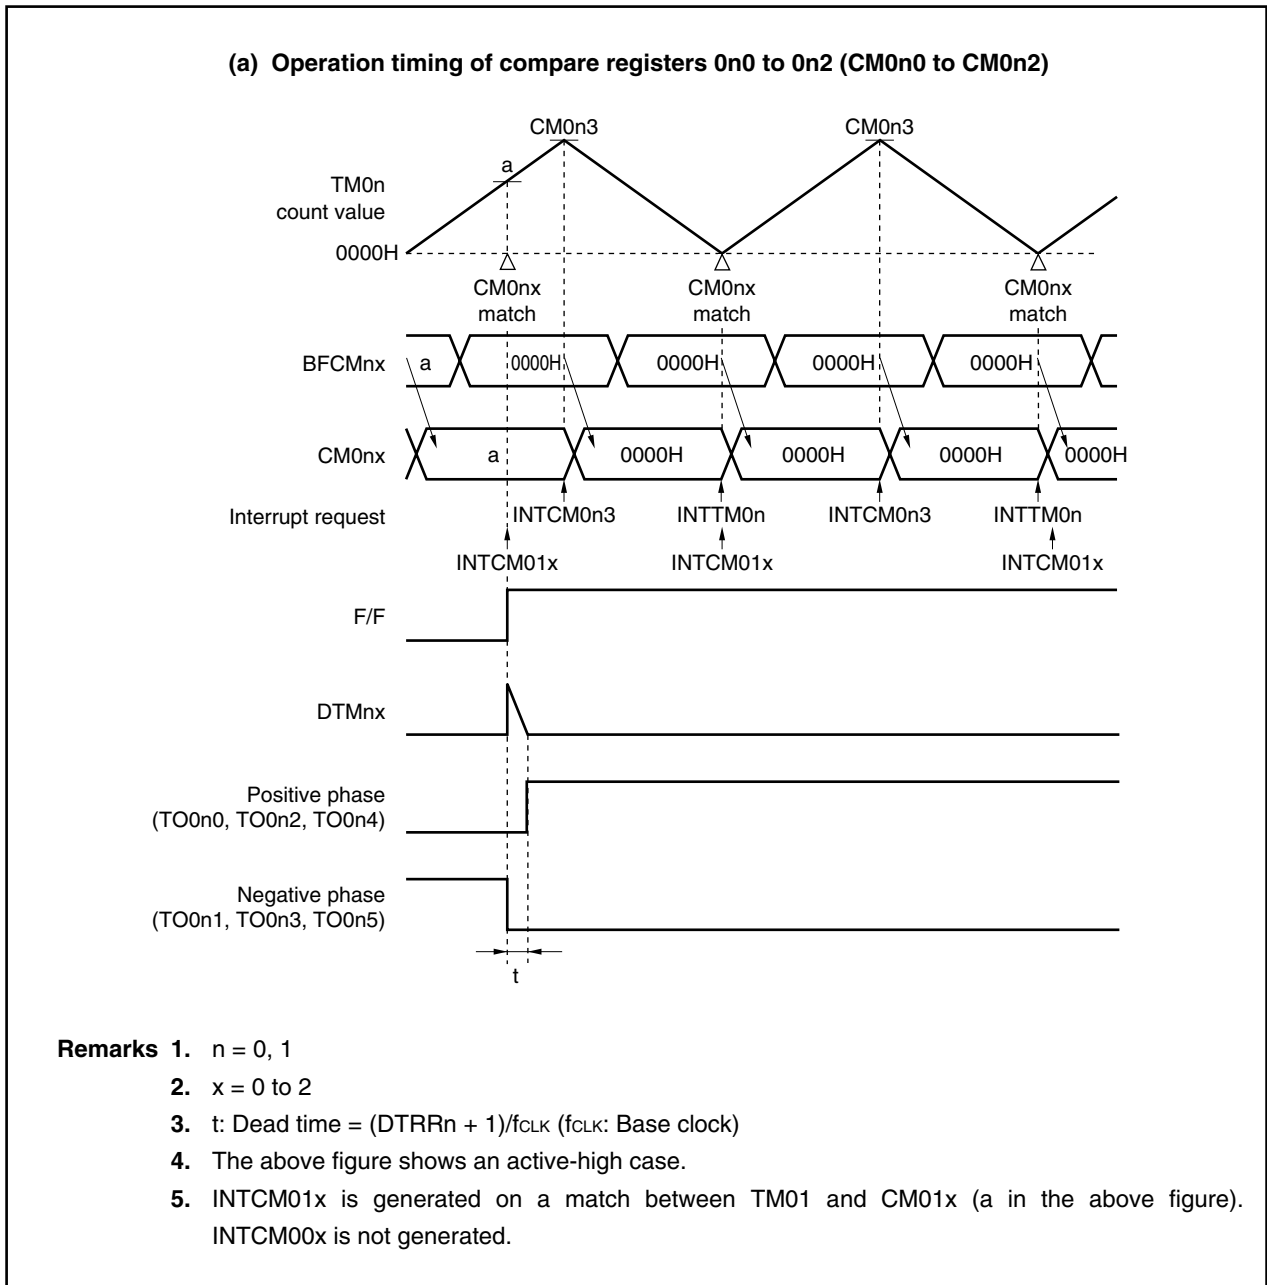 (a) Operation timing of compare registers 0n0 to 0n2 (CM0n0 to CM0n2)
CM0n3 CM0n3
a
TM0n
count value
0000H
CM0nx
match
CM0nx
match
CM0nx
match
BFCMnx a 0000H 0000H 0000H 0000H
CM0nx a 0000H 0000H 0000H 0000H
Interrupt request INTCM0n3 INTTM0n INTCM0n3 INTTM0n
INTCM01x INTCM01x INTCM01x
F/F
DTMnx
Positive phase
(TO0n0, TO0n2, TO0n4)
Negative phase
(TO0n1, TO0n3, TO0n5)
t
Remarks 1. n = 0, 1
2. x = 0 to 2
3. t: Dead time = (DTRRn + 1)/fCLK (fCLK: Base clock)
4. The above figure shows an active-high case.
5. INTCM01x is generated on a match between TM01 and CM01x (a in the above figure).
INTCM00x is not generated.